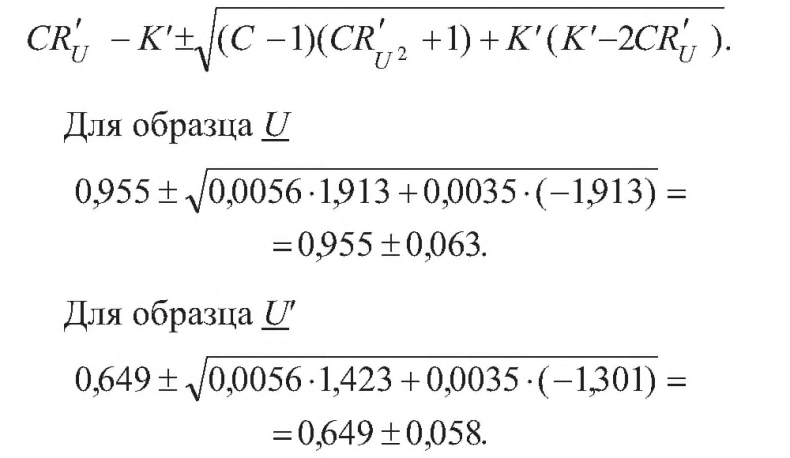 CR′_U − K′±√(C −1)(CR′_{U²} +1) + K′(K′−2CR′_U ).
Для образца U
0,955 ± √0,0056·1,913 + 0,0035·(−1,913) =
= 0,955 ± 0,063.
Для образца U′
0,649 ± √0,0056·1,423 + 0,0035·(−1,301) =
= 0,649 ± 0,058.